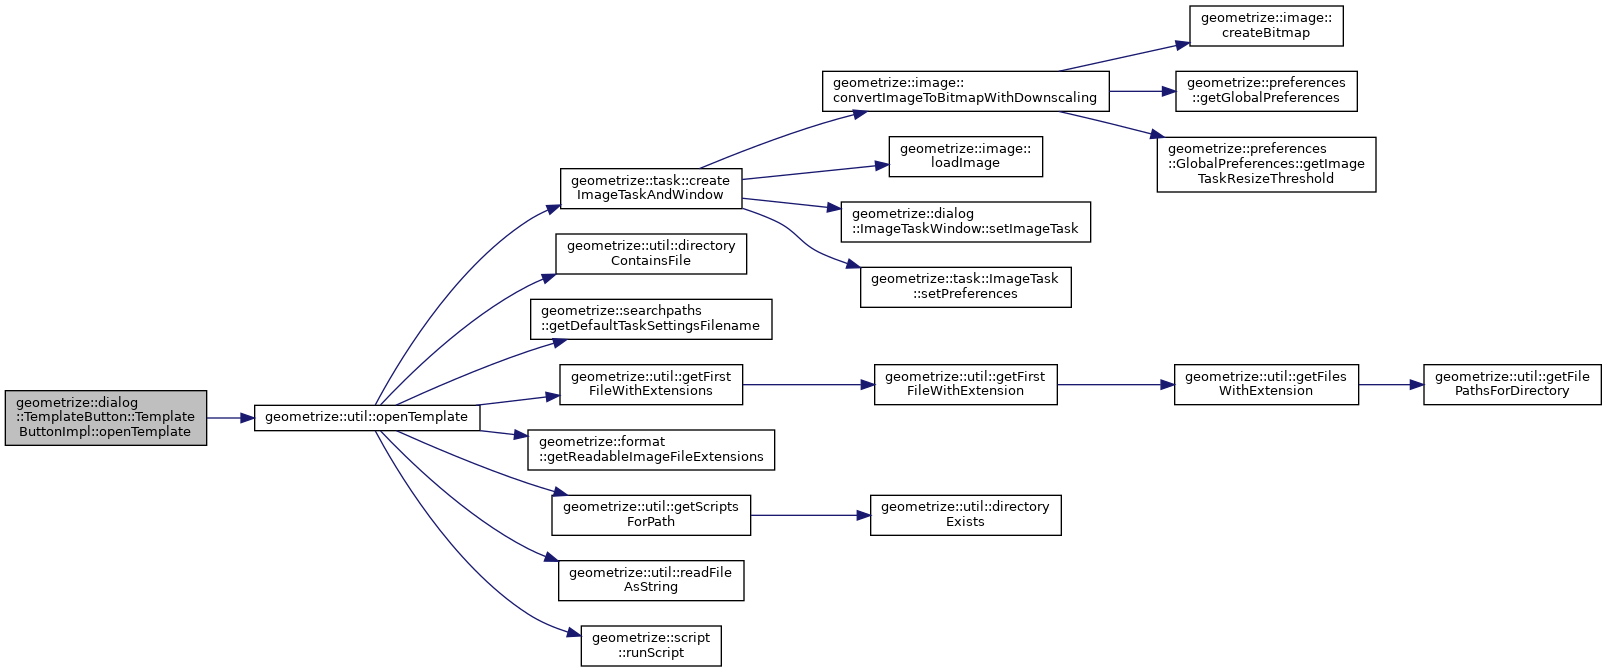 geometrize::dialog
::TemplateButton::Template
ButtonImpl::openTemplate
geometrize::util::openTemplate
geometrize::task::create
ImageTaskAndWindow
geometrize::image::
convertImageToBitmapWithDownscaling
geometrize::image::
createBitmap
geometrize::preferences
::getGlobalPreferences
geometrize::preferences
::GlobalPreferences::getImage
TaskResizeThreshold
geometrize::image::
loadImage
geometrize::dialog
::ImageTaskWindow::setImageTask
geometrize::task::ImageTask
::setPreferences
geometrize::util::directory
ContainsFile
geometrize::searchpaths
::getDefaultTaskSettingsFilename
geometrize::util::getFirst
FileWithExtensions
geometrize::util::getFirst
FileWithExtension
geometrize::util::getFiles
WithExtension
geometrize::util::getFile
PathsForDirectory
geometrize::format
::getReadableImageFileExtensions
geometrize::util::getScripts
ForPath
geometrize::util::directory
Exists
geometrize::util::readFile
AsString
geometrize::script
::runScript